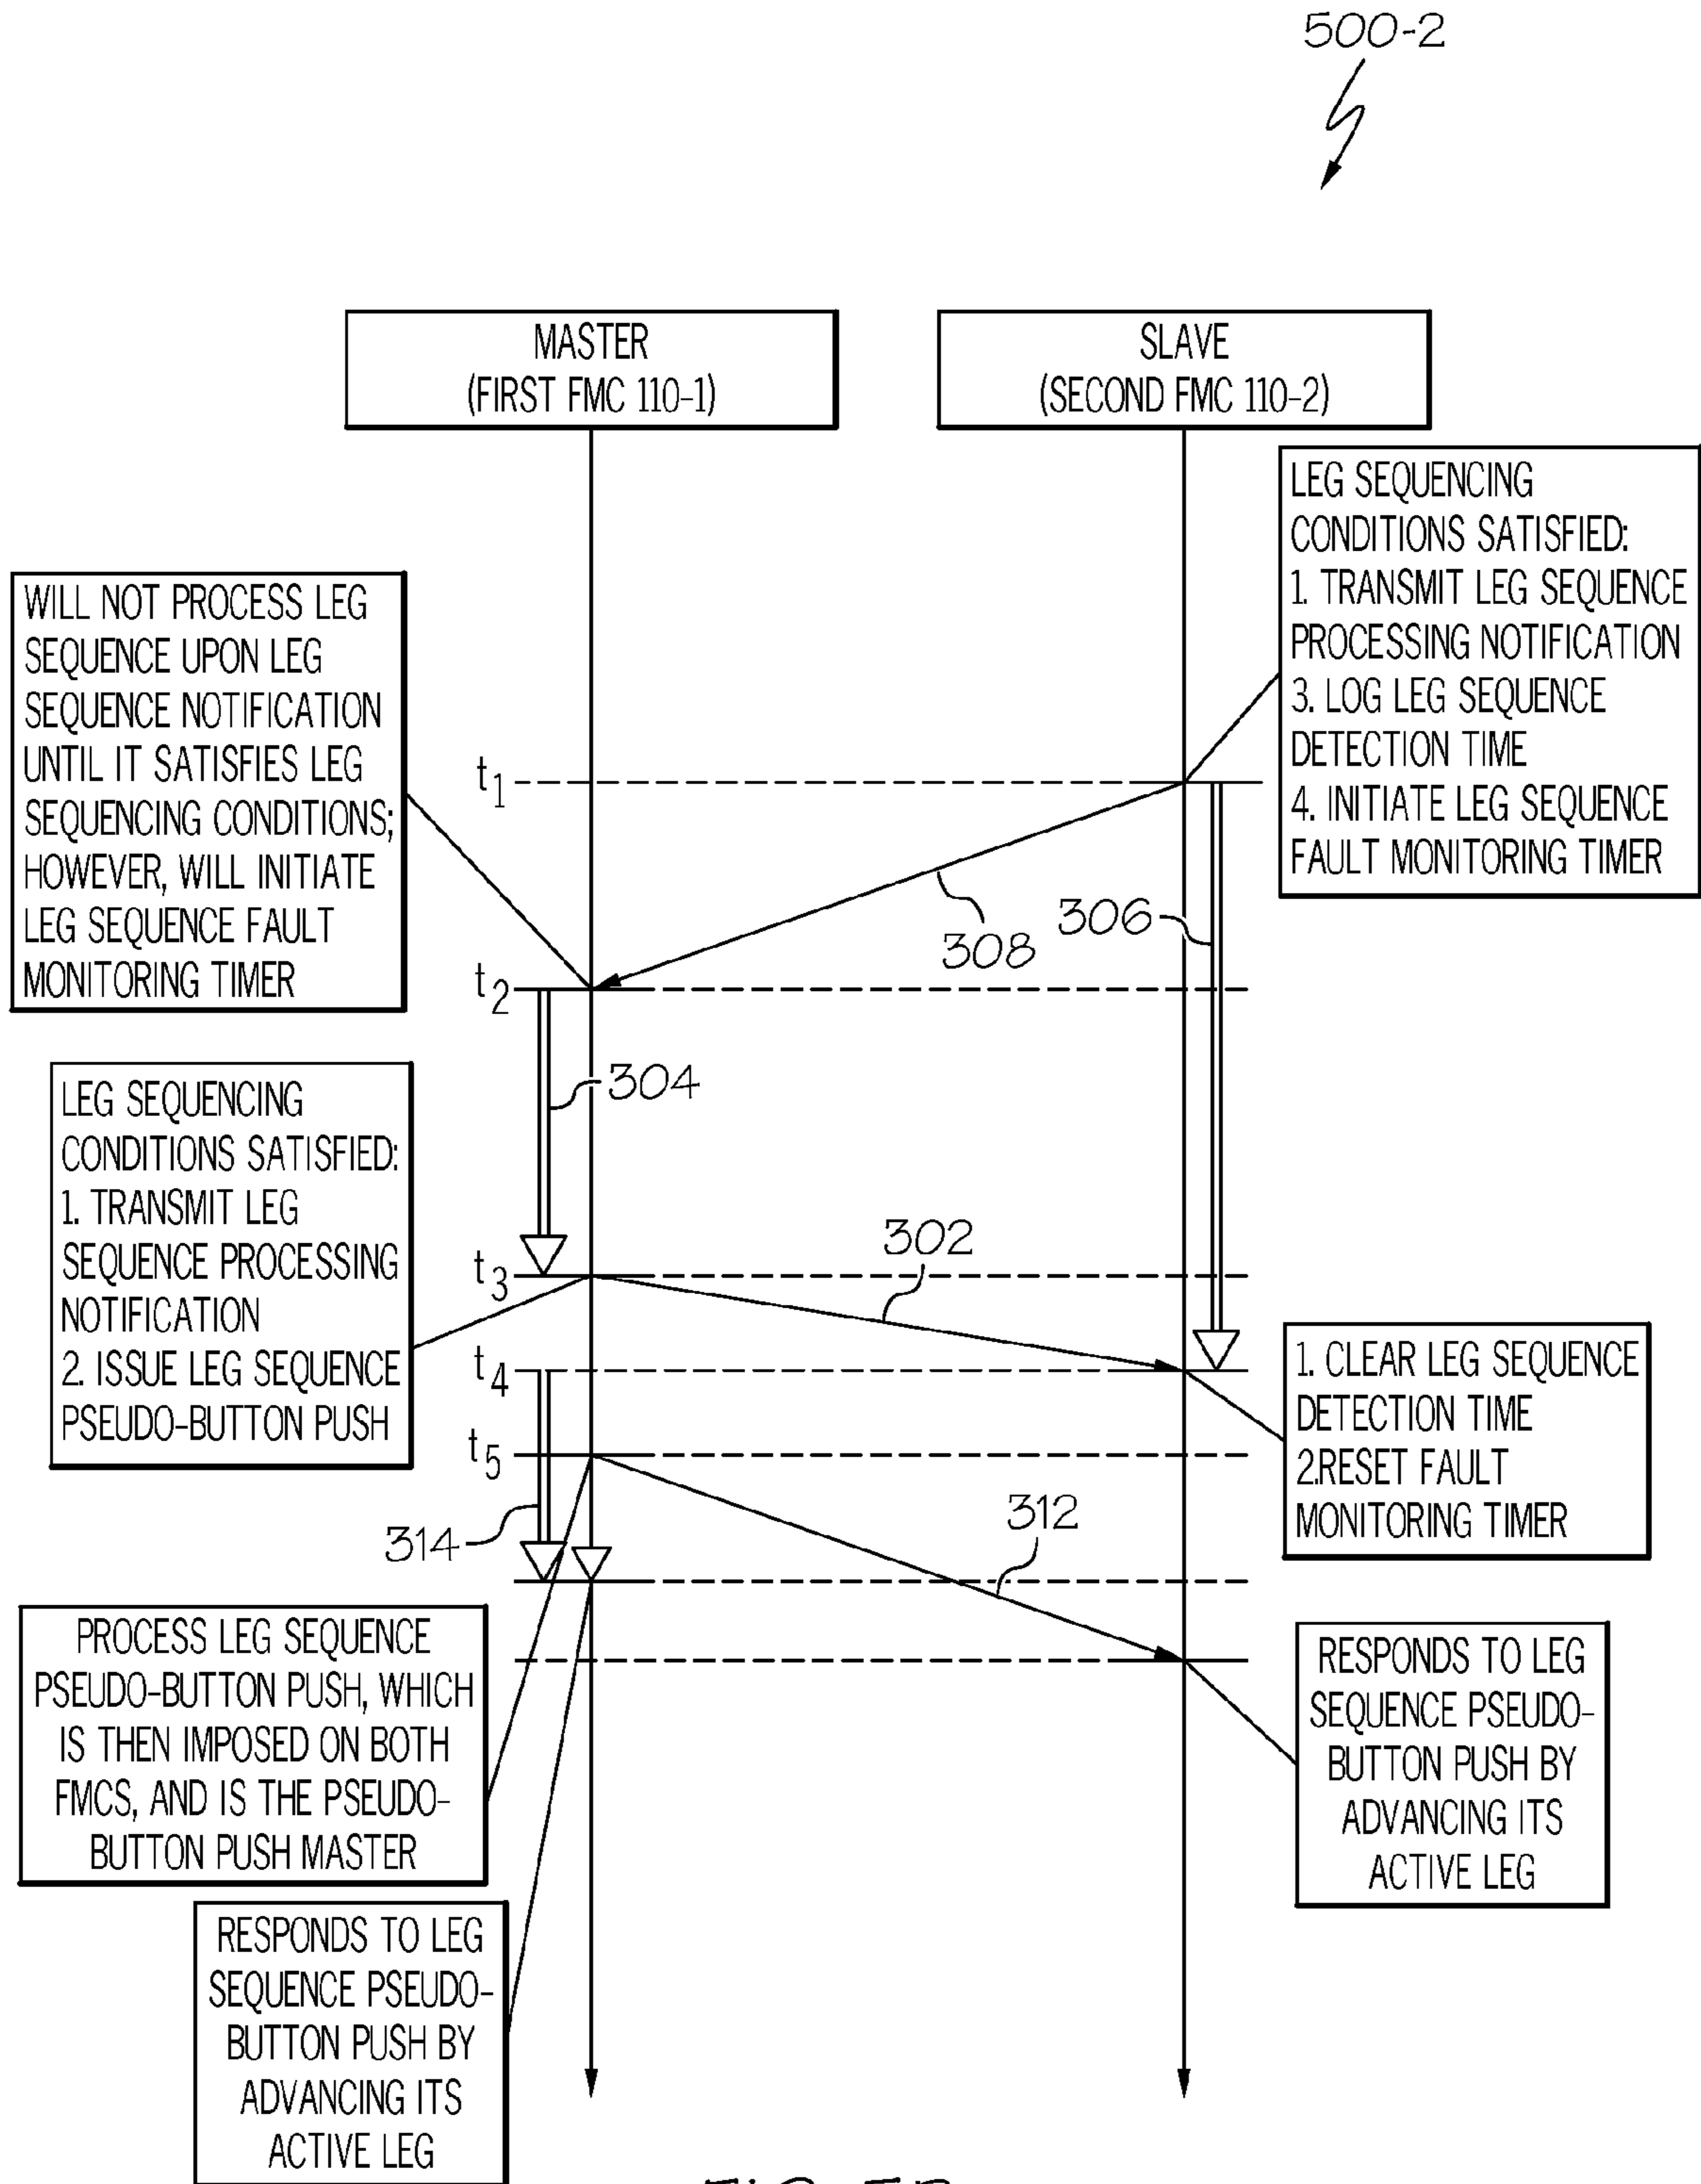 500-2
MASTER
(FIRST FMC 110-1)
SLAVE
(SECOND FMC 110-2)
LEG SEQUENCING
CONDITIONS SATISFIED:
1. TRANSMIT LEG SEQUENCE
PROCESSING NOTIFICATION
3. LOG LEG SEQUENCE
DETECTION TIME
4. INITIATE LEG SEQUENCE
FAULT MONITORING TIMER
WILL NOT PROCESS LEG
SEQUENCE UPON LEG
SEQUENCE NOTIFICATION
UNTIL IT SATISFIES LEG
SEQUENCING CONDITIONS;
HOWEVER, WILL INITIATE
LEG SEQUENCE FAULT
MONITORING TIMER
t1
308
306
t2
304
LEG SEQUENCING
CONDITIONS SATISFIED:
1. TRANSMIT LEG
SEQUENCE PROCESSING
NOTIFICATION
2. ISSUE LEG SEQUENCE
PSEUDO-BUTTON PUSH
t3
302
t4
1. CLEAR LEG SEQUENCE
DETECTION TIME
2.RESET FAULT
MONITORING TIMER
t5
314
312
PROCESS LEG SEQUENCE
PSEUDO-BUTTON PUSH, WHICH
IS THEN IMPOSED ON BOTH
FMCS, AND IS THE PSEUDO-
BUTTON PUSH MASTER
RESPONDS TO LEG
SEQUENCE PSEUDO-
BUTTON PUSH BY
ADVANCING ITS
ACTIVE LEG
RESPONDS TO LEG
SEQUENCE PSEUDO-
BUTTON PUSH BY
ADVANCING ITS
ACTIVE LEG